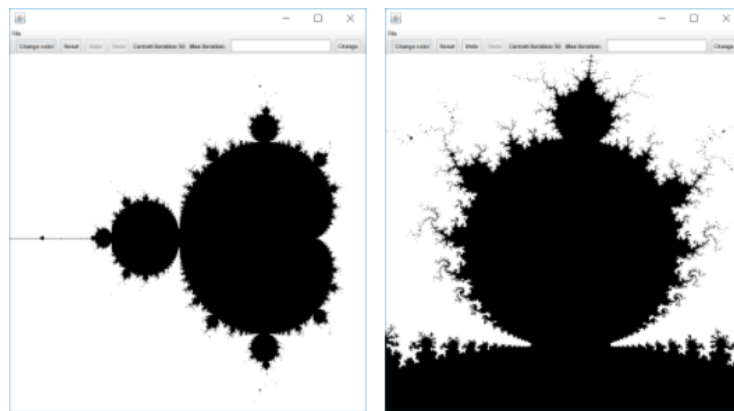 File
Change color Reset Undo Redo Current iteration: 50 Max iteration: Change
File
Change color Reset Undo Redo Current iteration: 50 Max iteration: Change